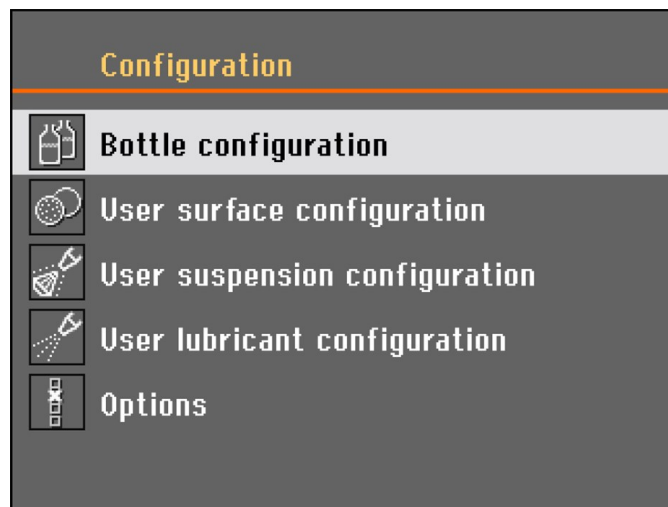 Configuration
Bottle configuration
User surface configuration
User suspension configuration
User lubricant configuration
Options